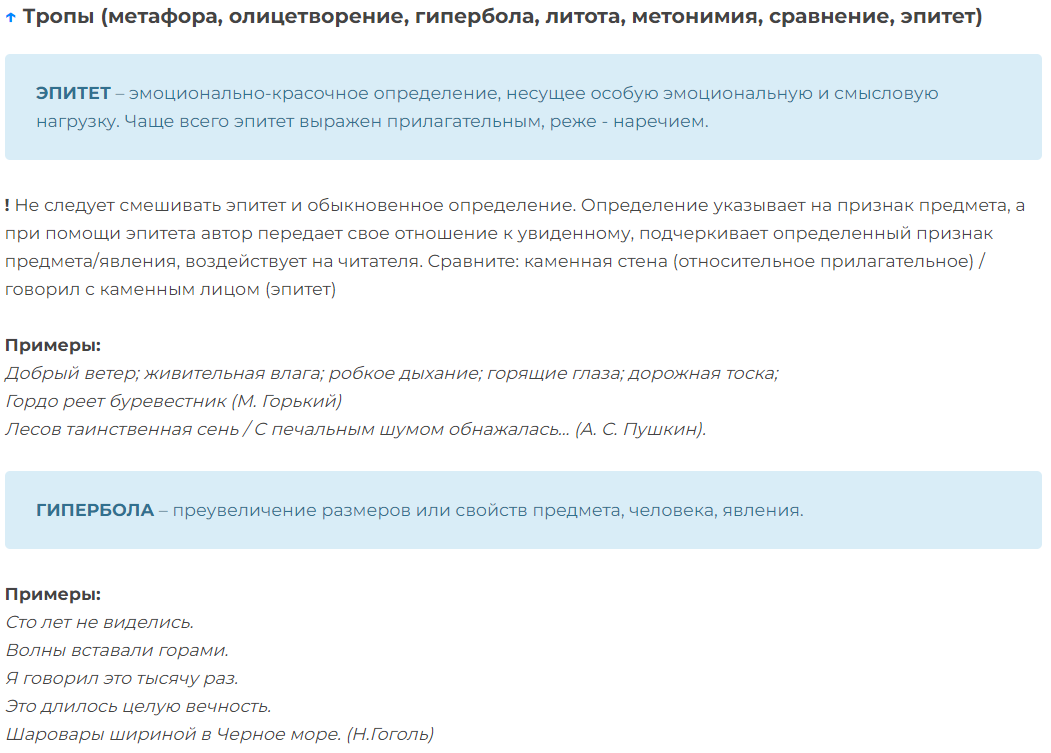 ↑ Тропы (метафора, олицетворение, гипербола, литота, метонимия, сравнение, эпитет)
ЭПИТЕТ – эмоционально-красочное определение, несущее особую эмоциональную и смысловую
нагрузку. Чаще всего эпитет выражен прилагательным, реже - наречием.
! Не следует смешивать эпитет и обыкновенное определение. Определение указывает на признак предмета, а
при помощи эпитета автор передает свое отношение к увиденному, подчеркивает определенный признак
предмета/явления, воздействует на читателя. Сравните: каменная стена (относительное прилагательное) /
говорил с каменным лицом (эпитет)
Примеры:
Добрый ветер; живительная влага; робкое дыхание; горящие глаза; дорожная тоска;
Гордо реет буревестник (М. Горький)
Лесов таинственная сень / С печальным шумом обнажалась... (А. С. Пушкин).
ГИПЕРБОЛА – преувеличение размеров или свойств предмета, человека, явления.
Примеры:
Сто лет не виделись.
Волны вставали горами.
Я говорил это тысячу раз.
Это длилось целую вечность.
Шаровары шириной в Черное море. (Н.Гоголь)